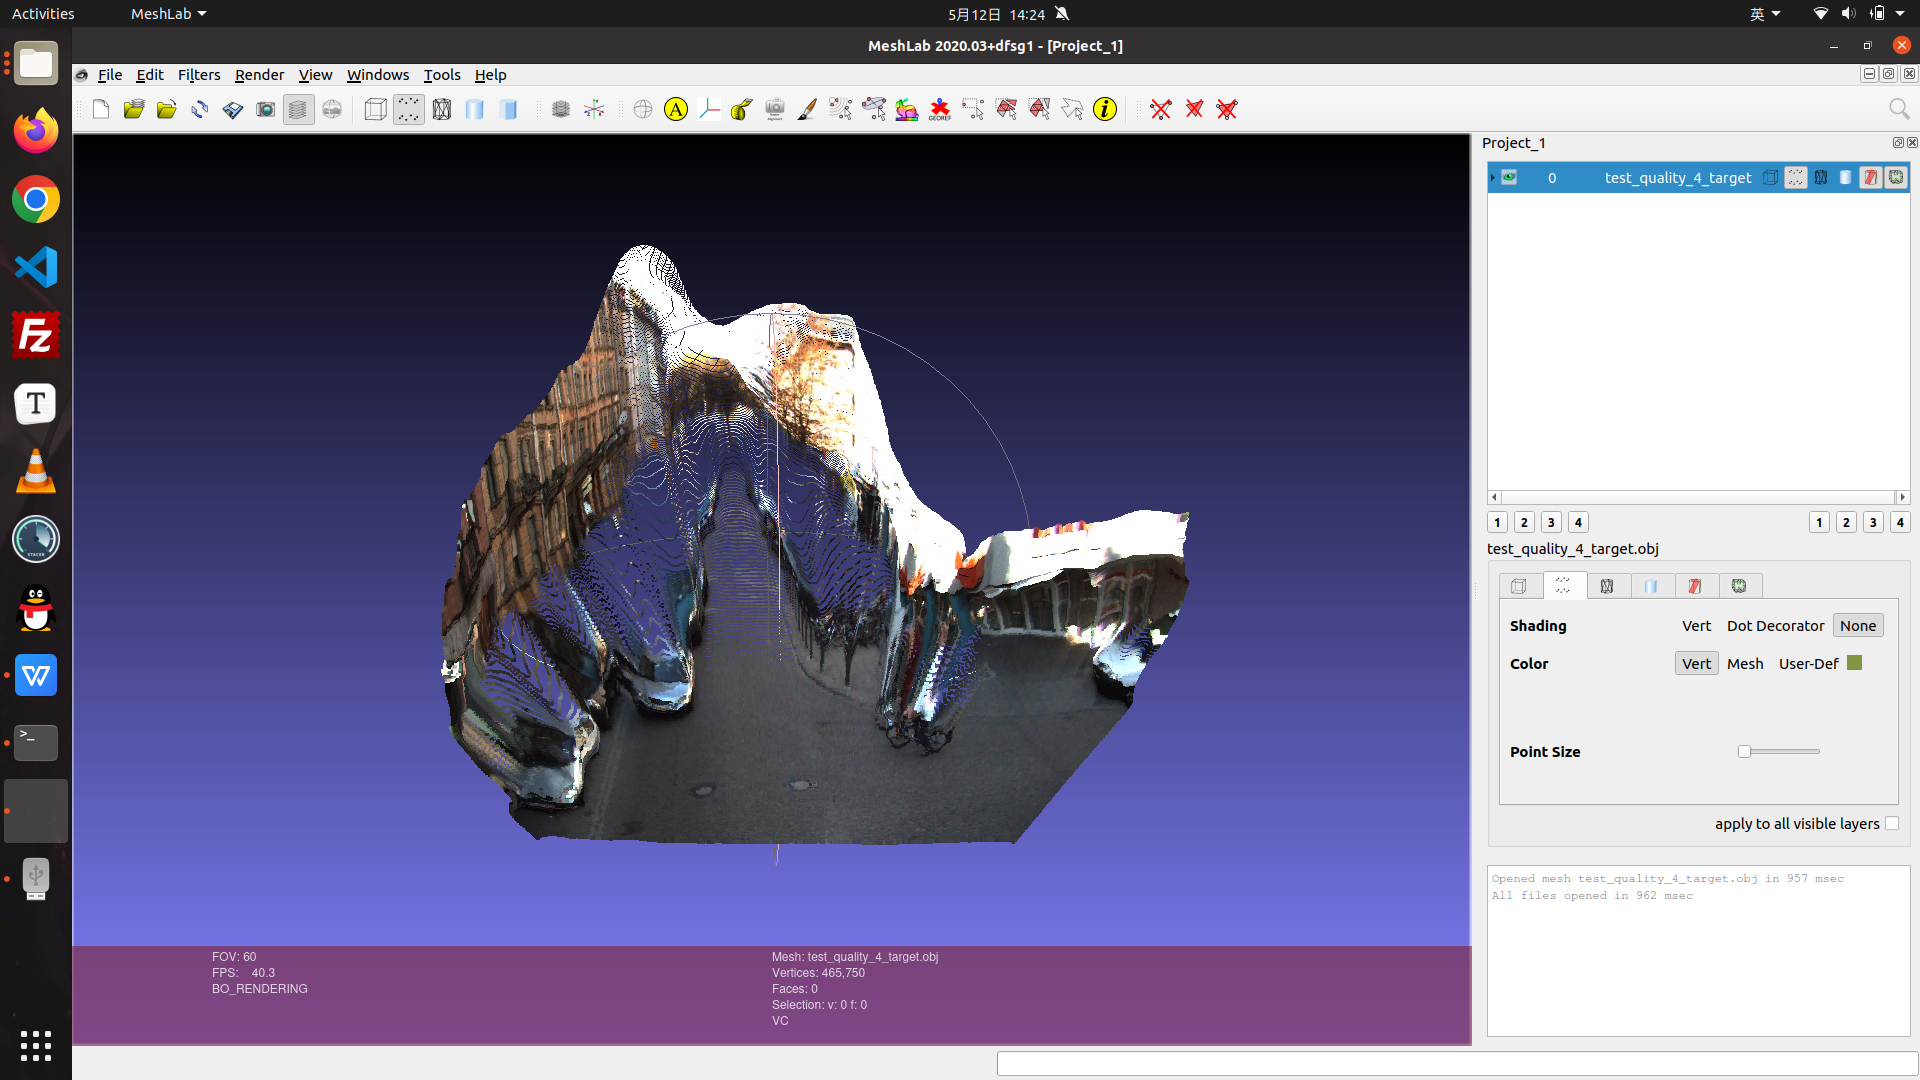 Activities
MeshLab
5月12日 14:24
英
MeshLab 2020.03+dfsg1 - [Project_1]
File Edit Filters Render View Windows Tools Help
A
GEOREF
i
Project_1
0 test_quality_4_target
1 2 3 4 1 2 3 4
test_quality_4_target.obj
Shading Vert Dot Decorator None
Color Vert Mesh User-Def
Point Size
apply to all visible layers
Opened mesh test_quality_4_target.obj in 957 msec
All files opened in 962 msec
FOV: 60
FPS: 40.3
BO_RENDERING
Mesh: test_quality_4_target.obj
Vertices: 465,750
Faces: 0
Selection: v: 0 f: 0
VC
Fz
T
STACER
W
>_